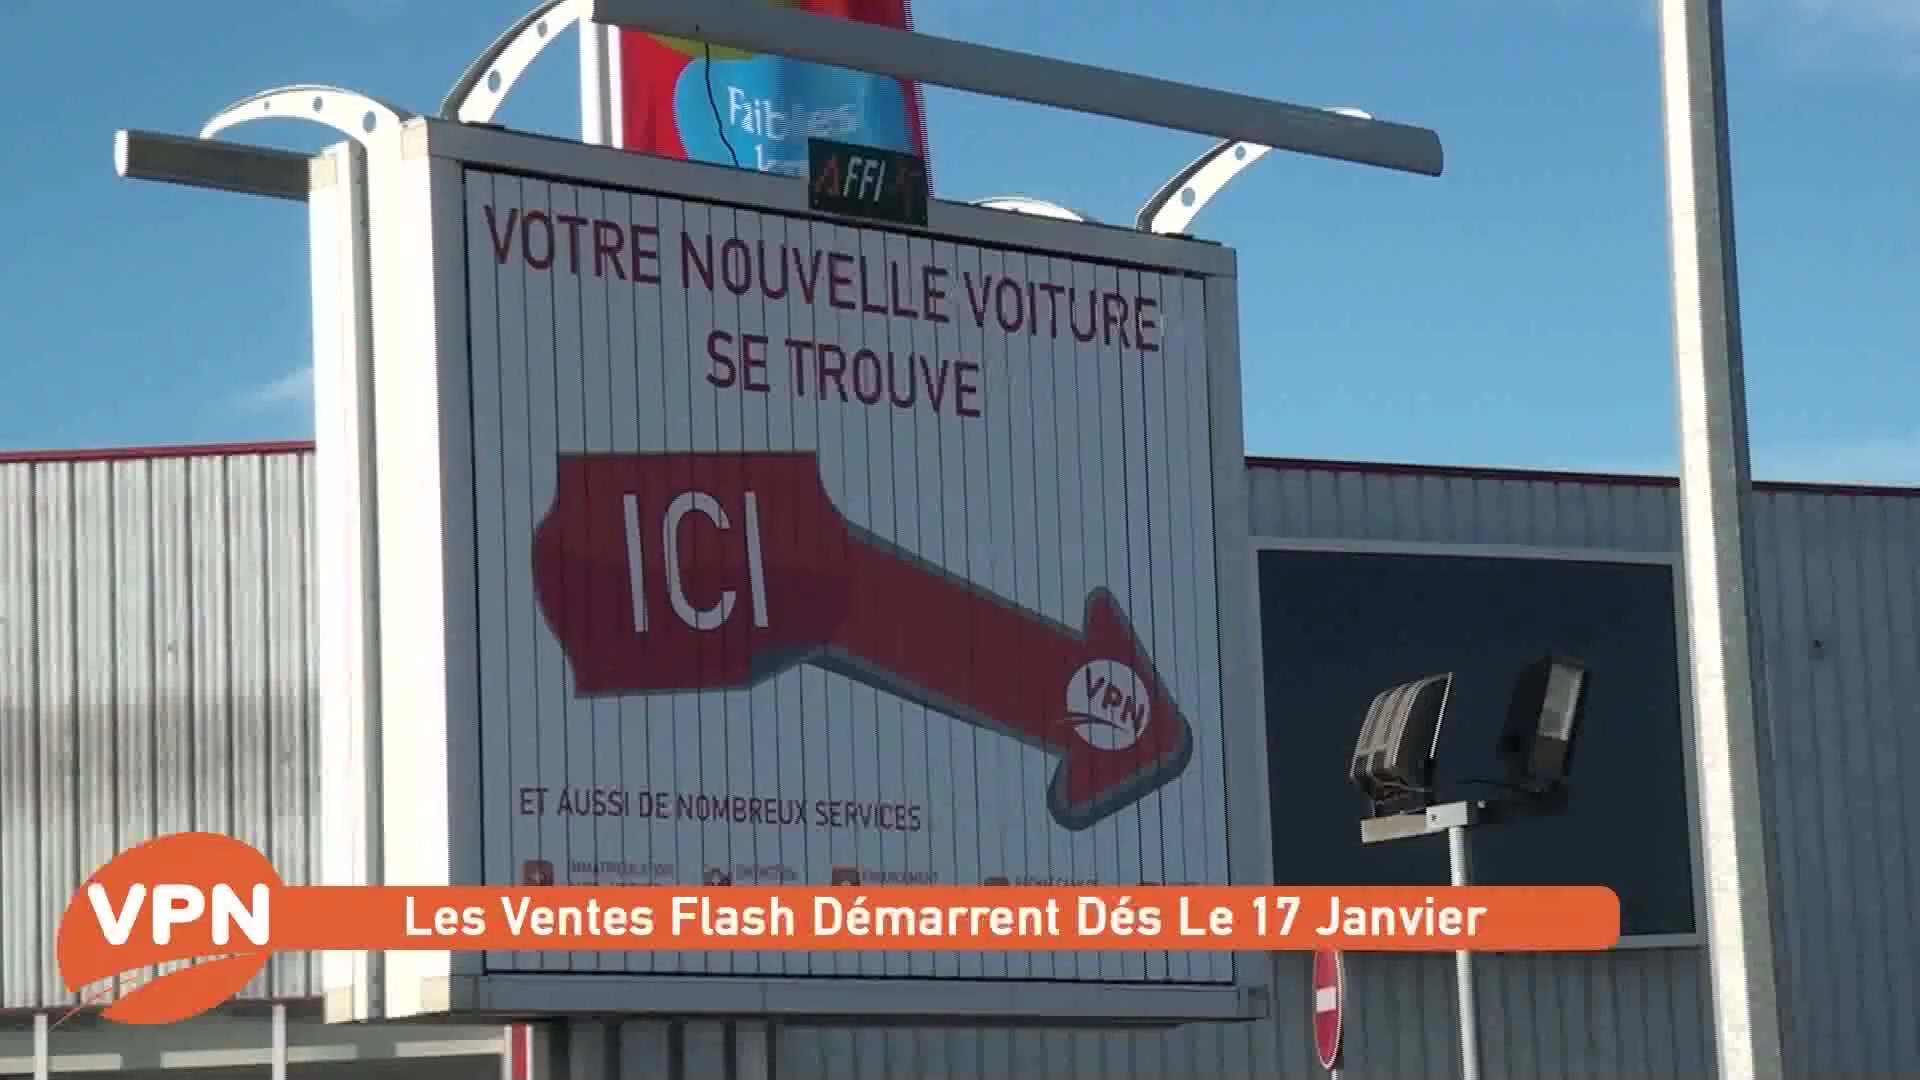 AFFI
VOTRE NOUVELLE VOITURE
SE TROUVE
ICI
VPN
ET AUSSI DE NOMBREUX SERVICES
VPN
Les Ventes Flash Démarrent Dés Le 17 Janvier